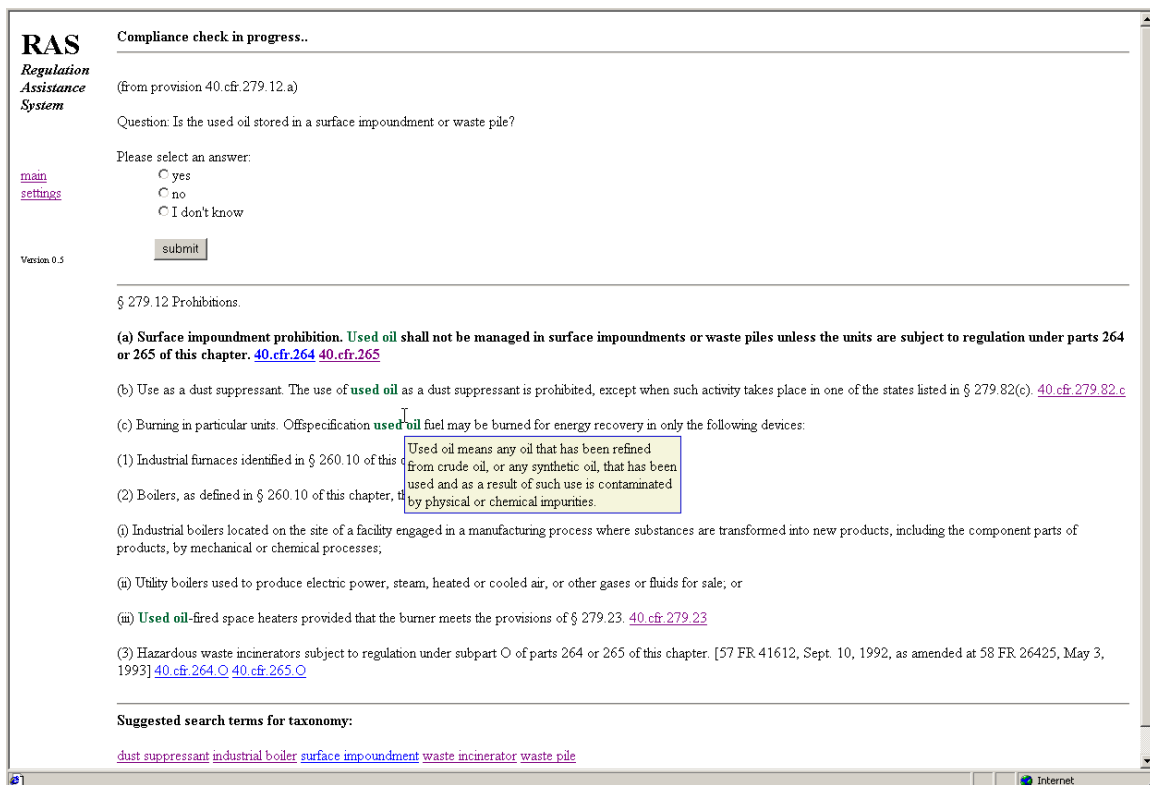 RAS
Regulation
Assistance
System
main
settings
Version 0.5
Compliance check in progress..
(from provision 40.cfr.279.12.a)
Question: Is the used oil stored in a surface impoundment or waste pile?
Please select an answer:
yes
no
I don't know
submit
§ 279.12 Prohibitions.
(a) Surface impoundment prohibition. Used oil shall not be managed in surface impoundments or waste piles unless the units are subject to regulation under parts 264
or 265 of this chapter. 40.cfr.264 40.cfr.265
(b) Use as a dust suppressant. The use of used oil as a dust suppressant is prohibited, except when such activity takes place in one of the states listed in § 279.82(c). 40.cfr.279.82.c
(c) Burning in particular units. Offspecification used oil fuel may be burned for energy recovery in only the following devices:
(1) Industrial furnaces identified in § 260.10 of this
(2) Boilers, as defined in § 260.10 of this chapter,
Used oil means any oil that has been refined
from crude oil, or any synthetic oil, that has been
used and as a result of such use is contaminated
by physical or chemical impurities.
(i) Industrial boilers located on the site of a facility engaged in a manufacturing process where substances are transformed into new products, including the component parts of
products, by mechanical or chemical processes;
(ii) Utility boilers used to produce electric power, steam, heated or cooled air, or other gases or fluids for sale; or
(iii) Used oil-fired space heaters provided that the burner meets the provisions of § 279.23. 40.cfr.279.23
(3) Hazardous waste incinerators subject to regulation under subpart O of parts 264 or 265 of this chapter. [57 FR 41612, Sept. 10, 1992, as amended at 58 FR 26425, May 3,
1993] 40.cfr.264.O 40.cfr.265.O
Suggested search terms for taxonomy:
dust suppressant industrial boiler surface impoundment waste incinerator waste pile
Internet